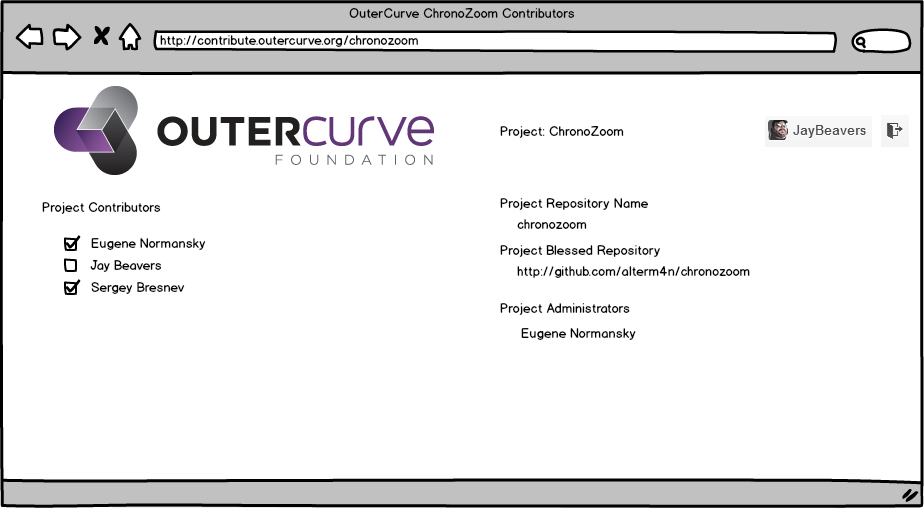 OuterCurve ChronoZoom Contributors
http://contribute.outercurve.org/chronozoom
OUTERCURVE
FOUNDATION
Project: ChronoZoom
JayBeavers
Project Contributors
Eugene Normansky
Jay Beavers
Sergey Bresnev
Project Repository Name
chronozoom
Project Blessed Repository
http://github.com/alterm4n/chronozoom
Project Administrators
Eugene Normansky